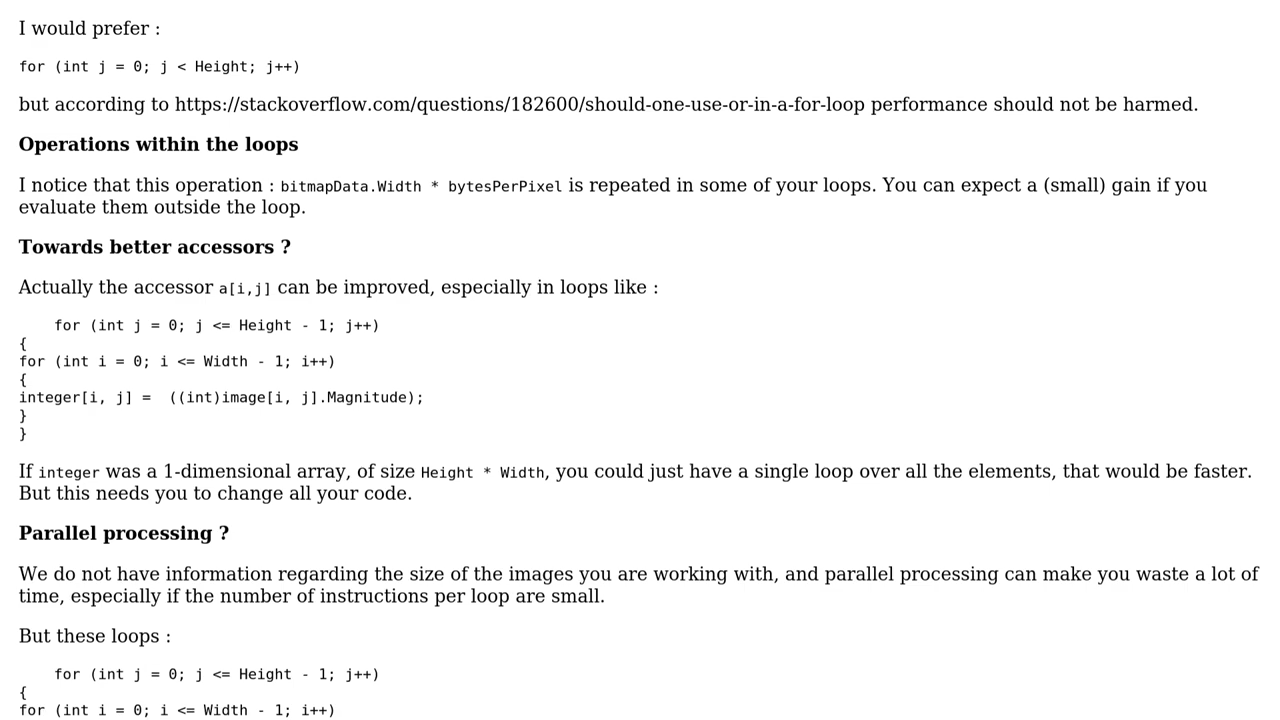 I would prefer :
for (int j = 0; j < Height; j++)
but according to https://stackoverflow.com/questions/182600/should-one-use-or-in-a-for-loop performance should not be harmed.
Operations within the loops
I notice that this operation : bitmapData.Width * bytesPerPixel is repeated in some of your loops. You can expect a (small) gain if you
evaluate them outside the loop.
Towards better accessors ?
Actually the accessor a[i,j] can be improved, especially in loops like :
    for (int j = 0; j <= Height - 1; j++)
{
for (int i = 0; i <= Width - 1; i++)
{
integer[i, j] =  ((int)image[i, j].Magnitude);
}
}
If integer was a 1-dimensional array, of size Height * Width, you could just have a single loop over all the elements, that would be faster.
But this needs you to change all your code.
Parallel processing ?
We do not have information regarding the size of the images you are working with, and parallel processing can make you waste a lot of
time, especially if the number of instructions per loop are small.
But these loops :
    for (int j = 0; j <= Height - 1; j++)
{
for (int i = 0; i <= Width - 1; i++)